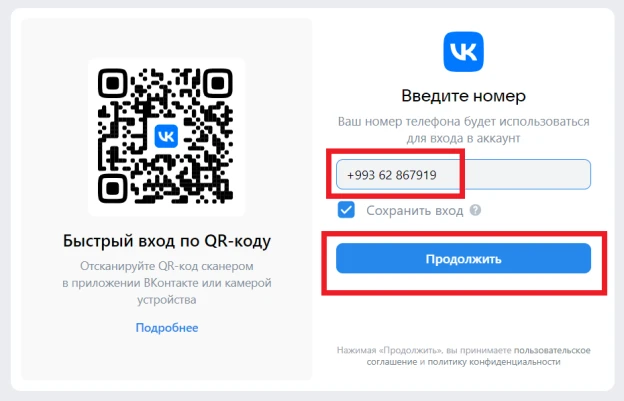 Быстрый вход по QR-коду
Отсканируйте QR-код сканером
в приложении ВКонтакте или камерой
устройства
Подробнее
Введите номер
Ваш номер телефона будет использоваться
для входа в аккаунт
+993 62 867919
Сохранить вход ?
Продолжить
Нажимая «Продолжить», вы принимаете пользовательское
соглашение и политику конфиденциальности